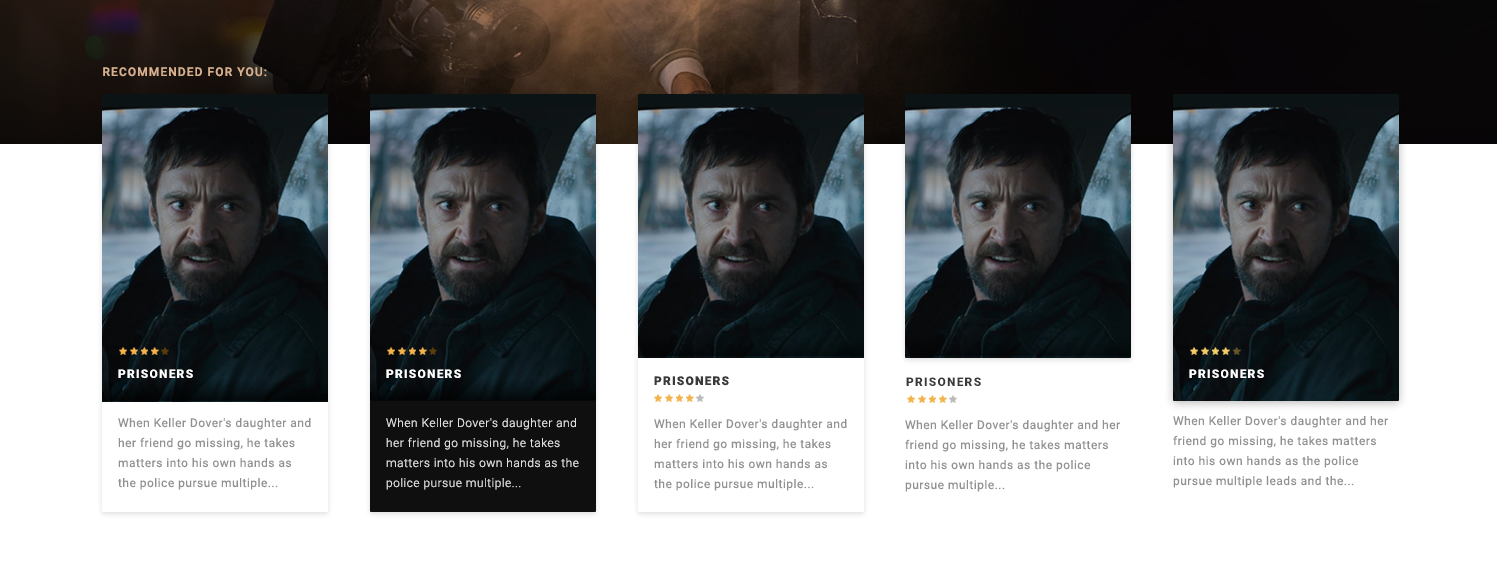 RECOMMENDED FOR YOU:
PRISONERS
When Keller Dover's daughter and
her friend go missing, he takes
matters into his own hands as
the police pursue multiple...
PRISONERS
When Keller Dover's daughter and
her friend go missing, he takes
matters into his own hands as the
police pursue multiple...
PRISONERS
When Keller Dover's daughter and
her friend go missing, he takes
matters into his own hands as
the police pursue multiple...
PRISONERS
When Keller Dover's daughter and her
friend go missing, he takes matters
into his own hands as the police
pursue multiple...
PRISONERS
When Keller Dover's daughter and her
friend go missing, he takes matters
into his own hands as the police
pursue multiple leads and the...